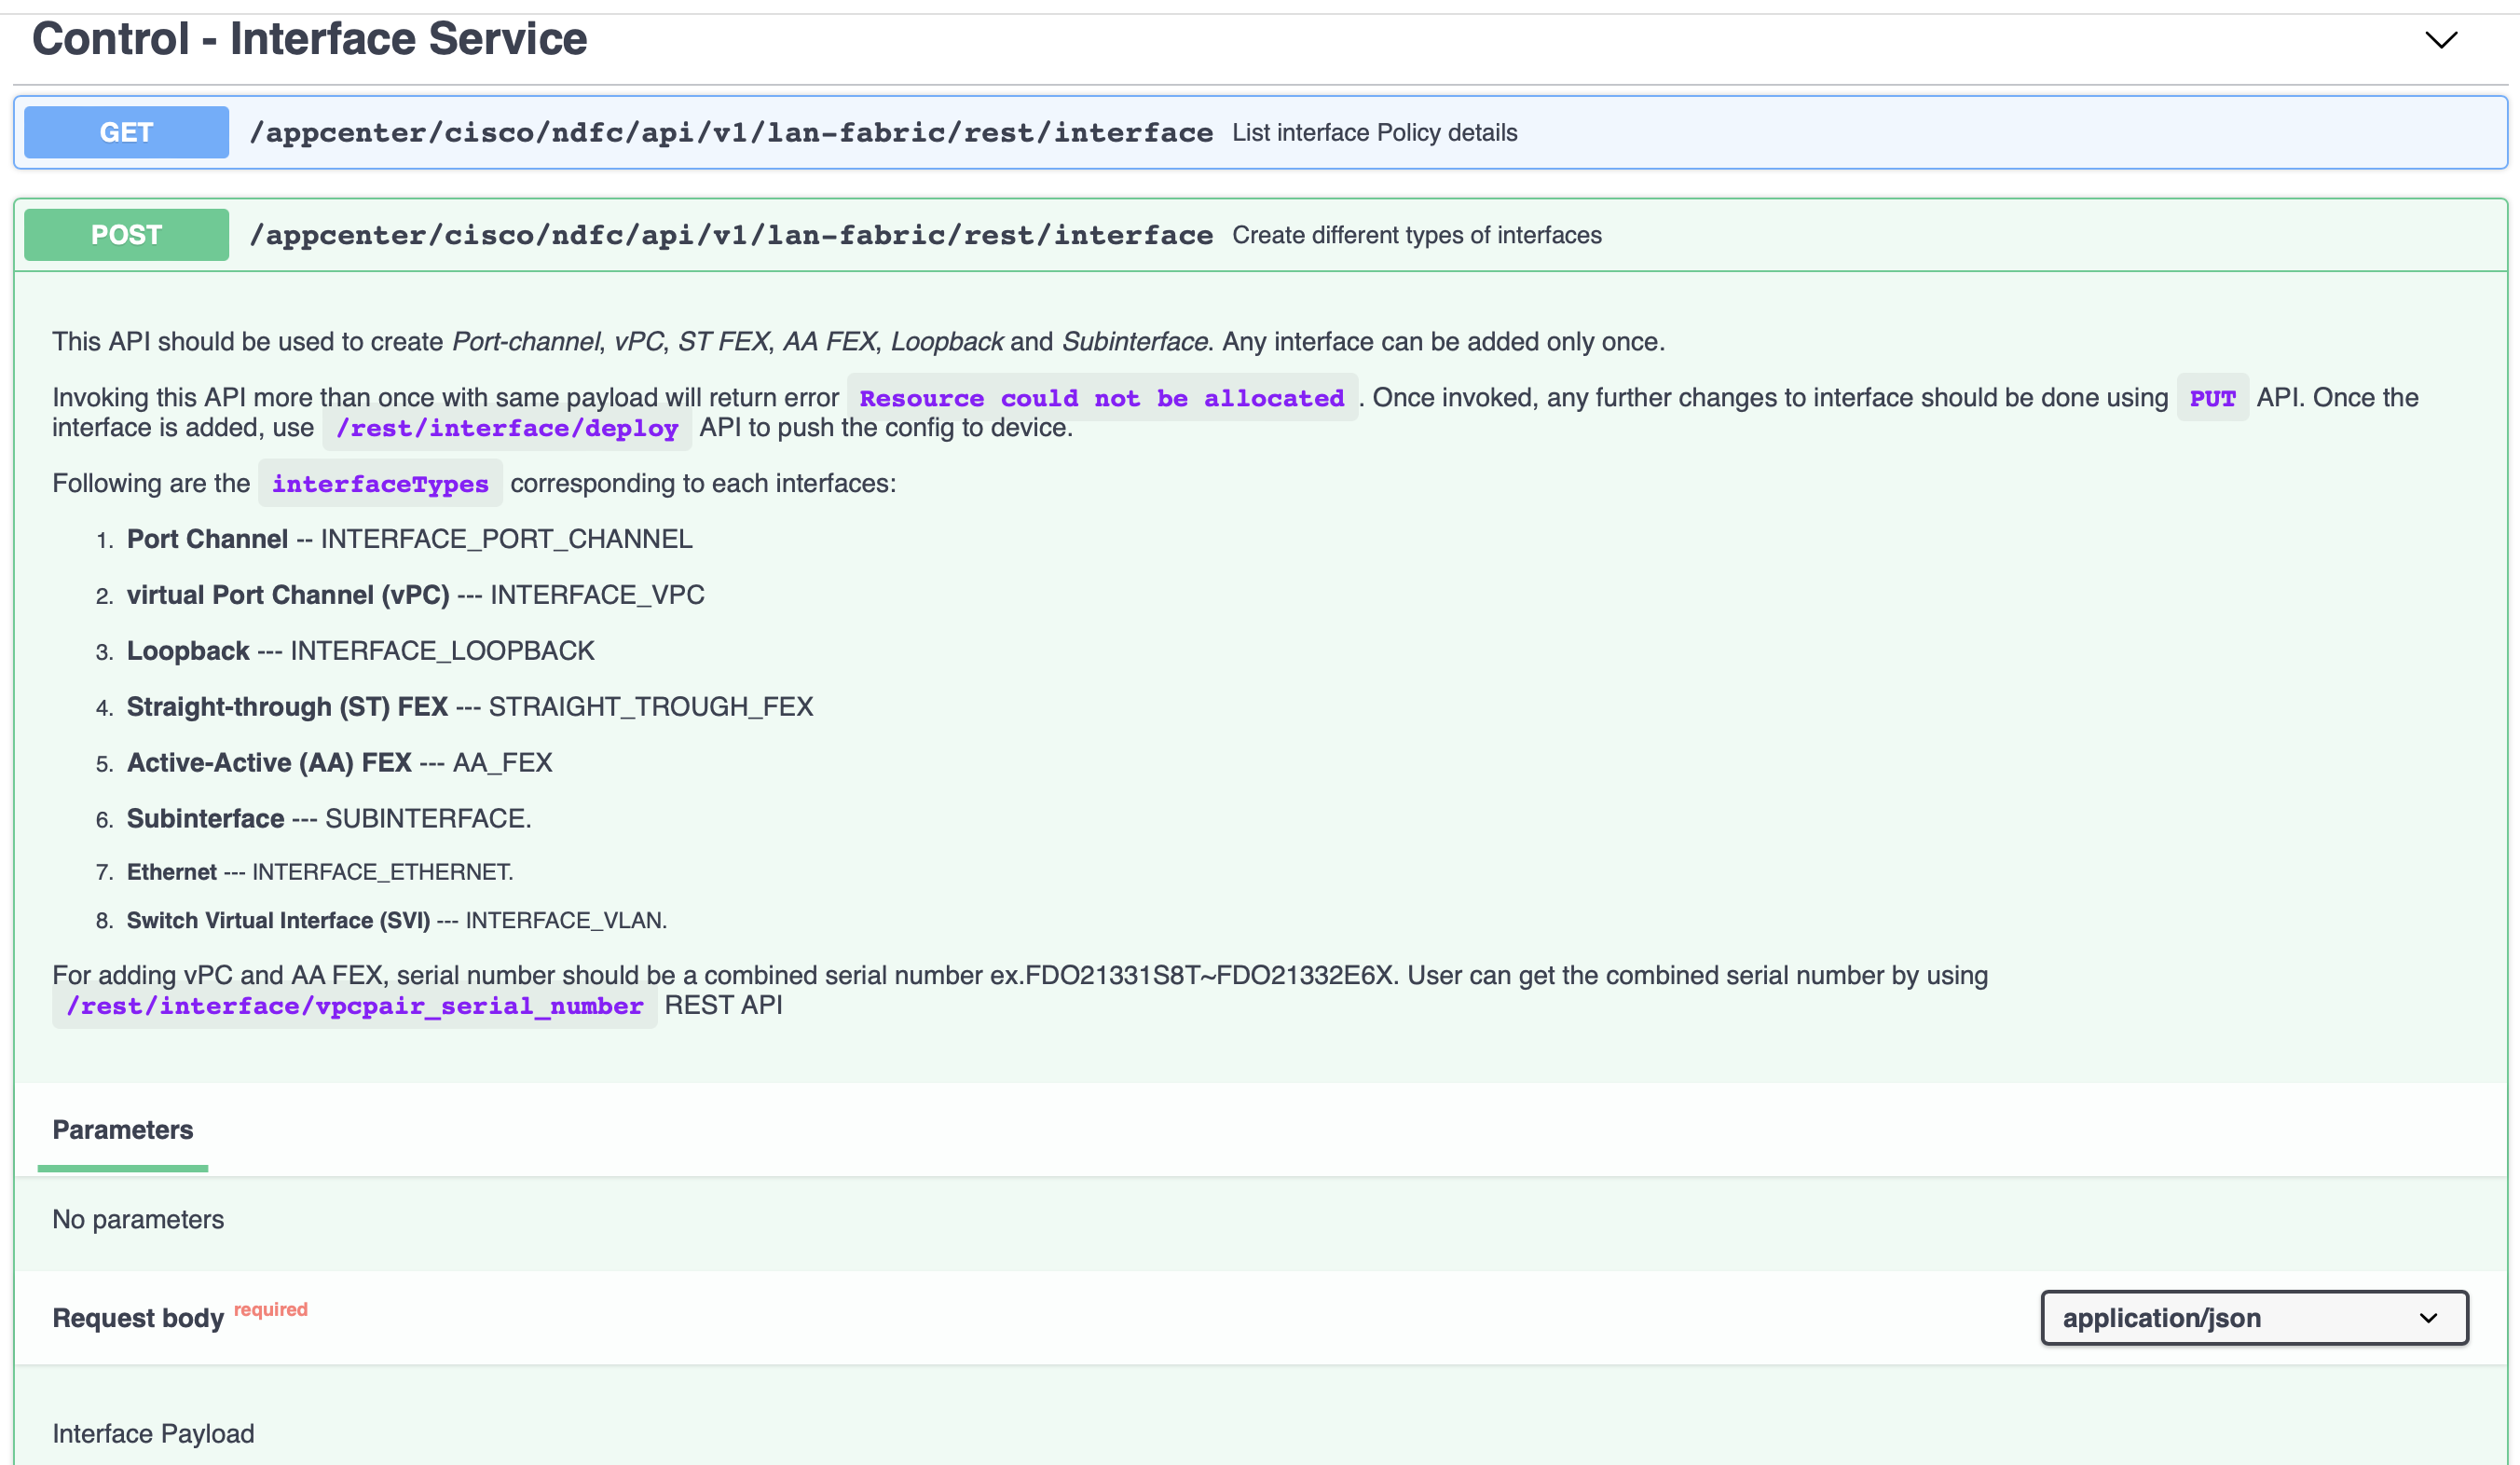 Control - Interface Service
GET /appcenter/cisco/ndfc/api/v1/lan-fabric/rest/interface List interface Policy details
POST /appcenter/cisco/ndfc/api/v1/lan-fabric/rest/interface Create different types of interfaces
This API should be used to create Port-channel, vPC, ST FEX, AA FEX, Loopback and Subinterface. Any interface can be added only once.
Invoking this API more than once with same payload will return error Resource could not be allocated . Once invoked, any further changes to interface should be done using PUT API. Once the
interface is added, use /rest/interface/deploy API to push the config to device.
Following are the interfaceTypes corresponding to each interfaces:
1. Port Channel -- INTERFACE_PORT_CHANNEL
2. virtual Port Channel (vPC) --- INTERFACE_VPC
3. Loopback --- INTERFACE_LOOPBACK
4. Straight-through (ST) FEX --- STRAIGHT_TROUGH_FEX
5. Active-Active (AA) FEX --- AA_FEX
6. Subinterface --- SUBINTERFACE.
7. Ethernet --- INTERFACE_ETHERNET.
8. Switch Virtual Interface (SVI) --- INTERFACE_VLAN.
For adding vPC and AA FEX, serial number should be a combined serial number ex.FDO21331S8T~FDO21332E6X. User can get the combined serial number by using
/rest/interface/vpcpair_serial_number REST API
Parameters
No parameters
Request body required
application/json
Interface Payload